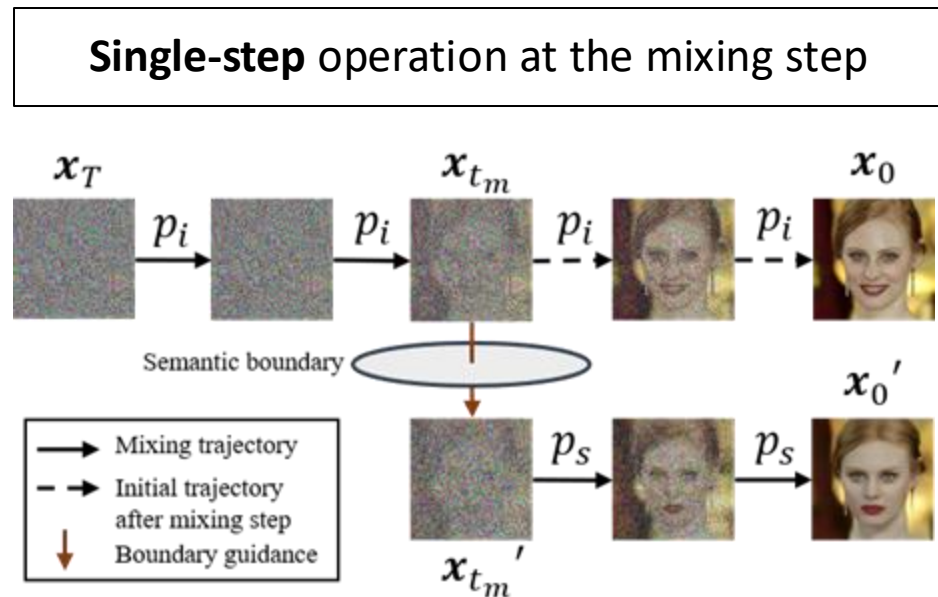 Single-step operation at the mixing step
x_T x_{t_m} x_0
p_i p_i p_i p_i
Semantic boundary
x_0'
p_s p_s
Mixing trajectory
Initial trajectory
after mixing step
Boundary guidance
x_{t_m}'